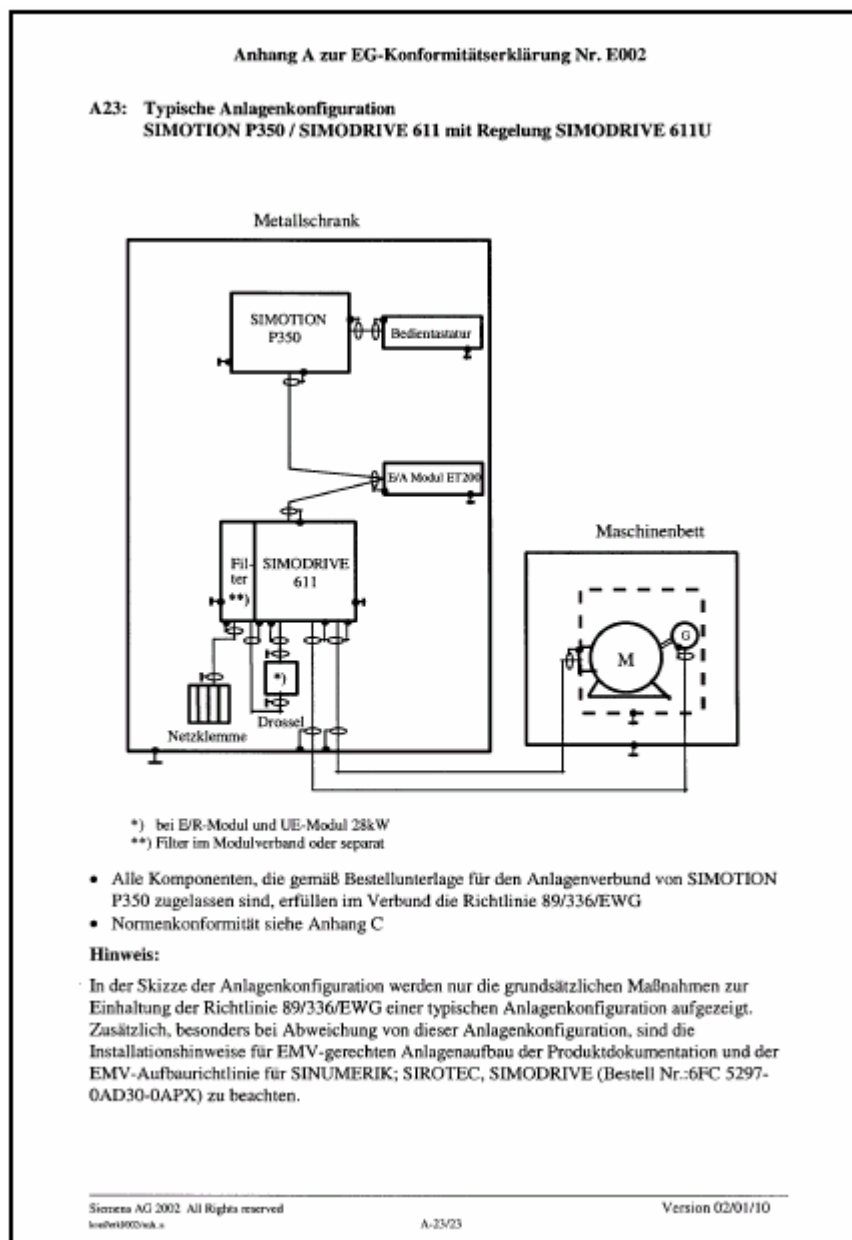 Anhang A zur EG-Konformitätserklärung Nr. E002
A23: Typische Anlagenkonfiguration
SIMOTION P350 / SIMODRIVE 611 mit Regelung SIMODRIVE 611U
Metallschrank
SIMOTION
P350
Bedientastatur
E/A Modul ET200
Maschinenbett
Fil-
ter
**)
SIMODRIVE
611
G
M
*)
Drossel
Netzklemme
*) bei E/R-Modul und UE-Modul 28kW
**) Filter im Modulverband oder separat
• Alle Komponenten, die gemäß Bestellunterlage für den Anlagenverbund von SIMOTION
P350 zugelassen sind, erfüllen im Verbund die Richtlinie 89/336/EWG
• Normenkonformität siehe Anhang C
Hinweis:
In der Skizze der Anlagenkonfiguration werden nur die grundsätzlichen Maßnahmen zur
Einhaltung der Richtlinie 89/336/EWG einer typischen Anlagenkonfiguration aufgezeigt.
Zusätzlich, besonders bei Abweichung von dieser Anlagenkonfiguration, sind die
Installationshinweise für EMV-gerechten Anlagenaufbau der Produktdokumentation und der
EMV-Aufbaurichtlinie für SINUMERIK; SIROTEC, SIMODRIVE (Bestell Nr.:6FC 5297-
0AD30-0APX) zu beachten.
Siemens AG 2002 All Rights reserved
A-23/23
Version 02/01/10